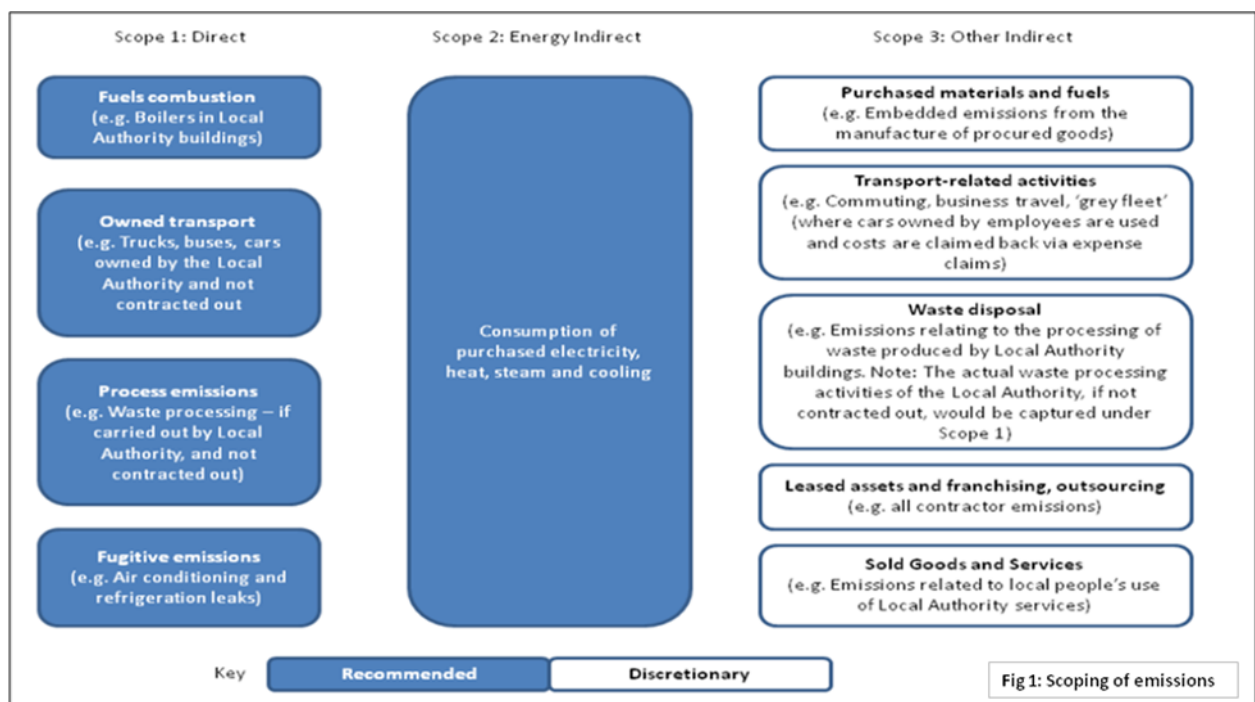 Scope 1: Direct
Scope 2: Energy Indirect
Scope 3: Other Indirect
Fuels combustion
(e.g. Boilers in Local
Authority buildings)
Owned transport
(e.g. Trucks, buses, cars
owned by the Local
Authority and not
contracted out
Process emissions
(e.g. Waste processing – if
carried out by Local
Authority, and not
contracted out)
Fugitive emissions
(e.g. Air conditioning and
refrigeration leaks)
Consumption of
purchased electricity,
heat, steam and cooling
Purchased materials and fuels
(e.g. Embedded emissions from the
manufacture of procured goods)
Transport-related activities
(e.g. Commuting, business travel, ‘grey fleet’
(where cars owned by employees are used
and costs are claimed back via expense
claims)
Waste disposal
(e.g. Emissions relating to the processing of
waste produced by Local Authority
buildings. Note: The actual waste processing
activities of the Local Authority, if not
contracted out, would be captured under
Scope 1)
Leased assets and franchising, outsourcing
(e.g. all contractor emissions)
Sold Goods and Services
(e.g. Emissions related to local people’s use
of Local Authority services)
Key
Recommended
Discretionary
Fig 1: Scoping of emissions